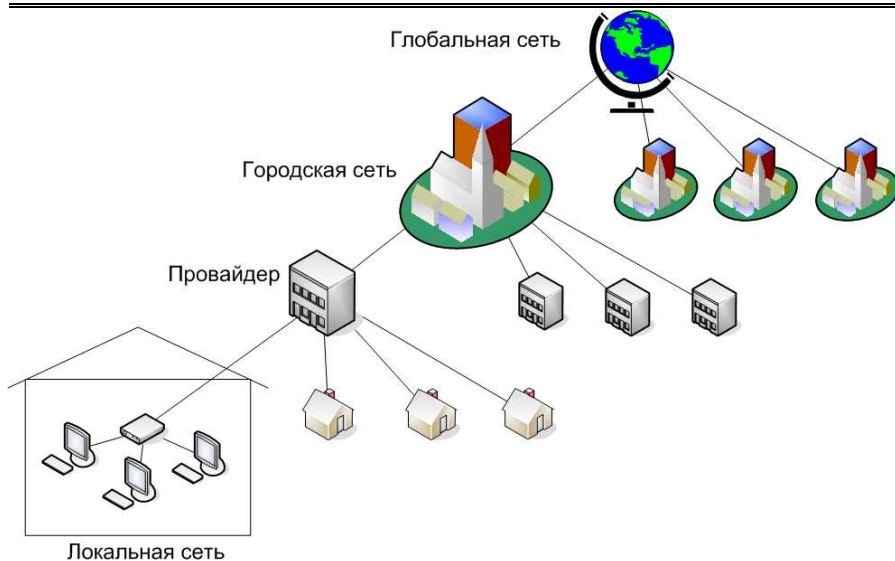 Глобальная сеть
Городская сеть
Провайдер
Локальная сеть